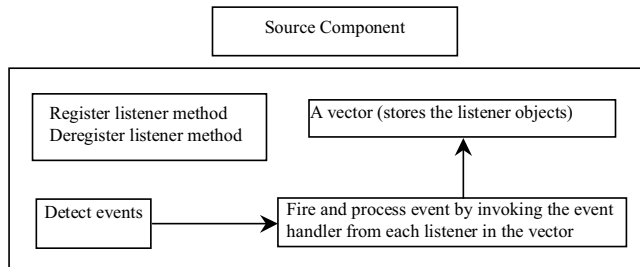 Source Component
Register listener method
Deregister listener method
A vector (stores the listener objects)
Detect events
Fire and process event by invoking the event
handler from each listener in the vector